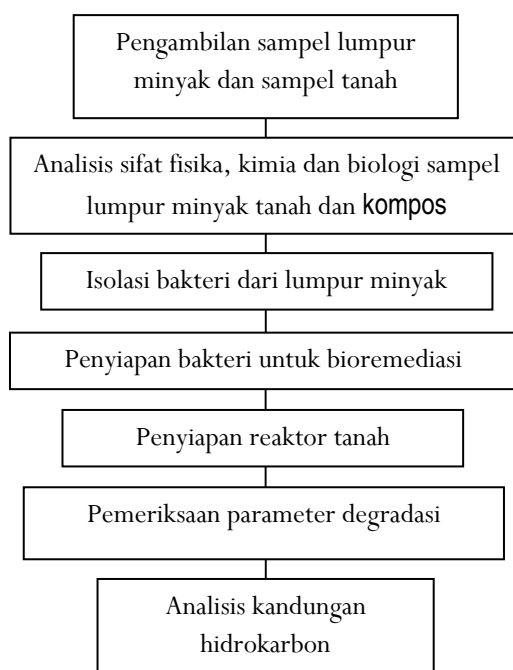 Pengambilan sampel lumpur
minyak dan sampel tanah
Analisis sifat fisika, kimia dan biologi sampel
lumpur minyak tanah dan kompos
Isolasi bakteri dari lumpur minyak
Penyiapan bakteri untuk bioremediasi
Penyiapan reaktor tanah
Pemeriksaan parameter degradasi
Analisis kandungan
hidrokarbon